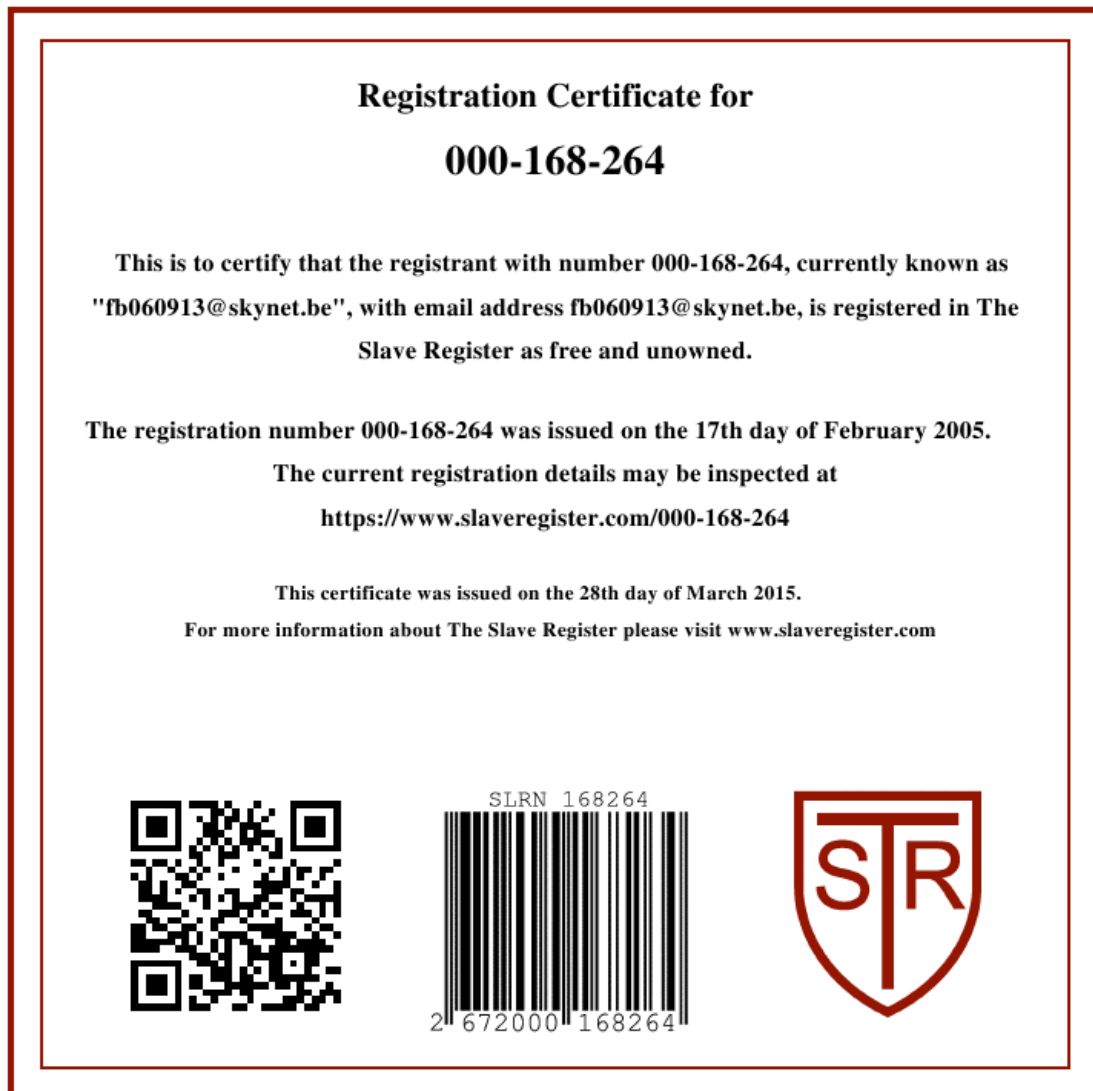 Registration Certificate for
000-168-264
This is to certify that the registrant with number 000-168-264, currently known as
"fb060913@skynet.be", with email address fb060913@skynet.be, is registered in The
Slave Register as free and unowned.
The registration number 000-168-264 was issued on the 17th day of February 2005.
The current registration details may be inspected at
https://www.slaveregister.com/000-168-264
This certificate was issued on the 28th day of March 2015.
For more information about The Slave Register please visit www.slaveregister.com
SLRN 168264
2 672000 168264
STR